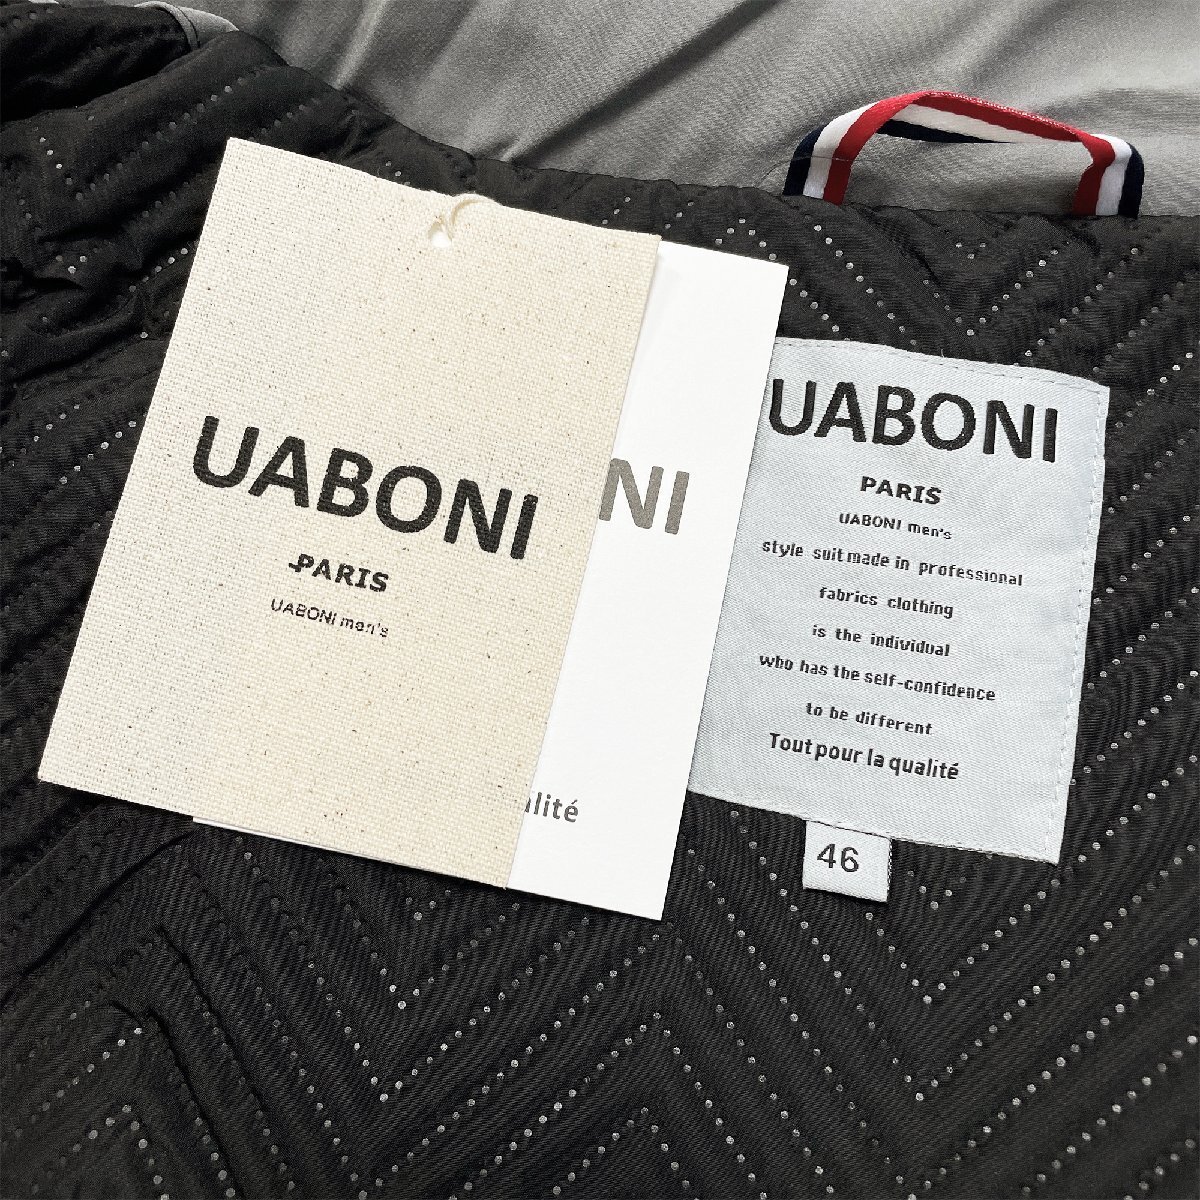 UABONI
PARIS
UABONI men's
NI
alité
UABONI
PARIS
UABONI men's
style suit made in professional
fabrics clothing
is the individual
who has the self-confidence
to be different
Tout pour la qualité
46